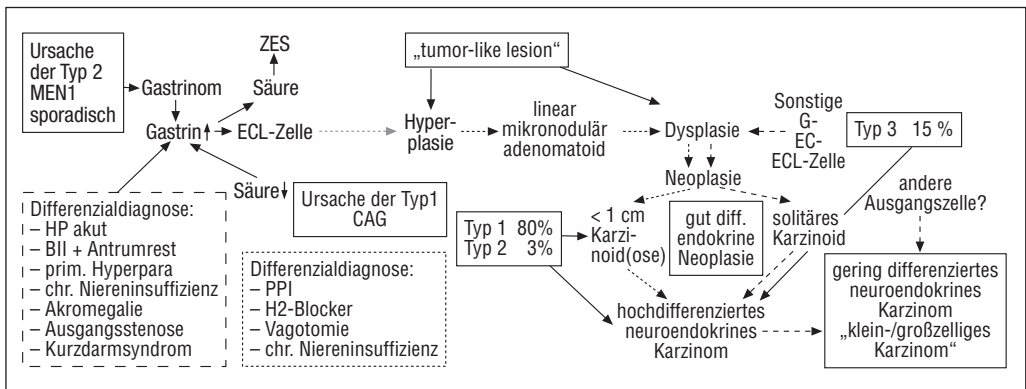 Ursache
der Typ 2
MEN1
sporadisch
ZES
Gastrinom
Säure
Gastrin
ECL-Zelle
„tumor-like lesion“
Hyper-
plasie
linear
mikronodulär
adenomatoid
Dysplasie
Sonstige
G-
EC-
ECL-Zelle
Typ 3 15 %
Neoplasie
andere
Ausgangszelle?
Säure
Ursache der Typ1
CAG
Differenzialdiagnose:
– HP akut
– BII + Antrumrest
– prim. Hyperpara
– chr. Niereninsuffizienz
– Akromegalie
– Ausgangsstenose
– Kurzdarmsyndrom
Differenzialdiagnose:
– PPI
– H2-Blocker
– Vagotomie
– chr. Niereninsuffizienz
Typ 1 80%
Typ 2 3%
< 1 cm
Karzi-
noid(ose)
gut diff.
endokrine
Neoplasie
solitäres
Karzinoid
hochdifferenziertes
neuroendokrines
Karzinom
gering differenziertes
neuroendokrines
Karzinom
„klein-/großzelliges
Karzinom“